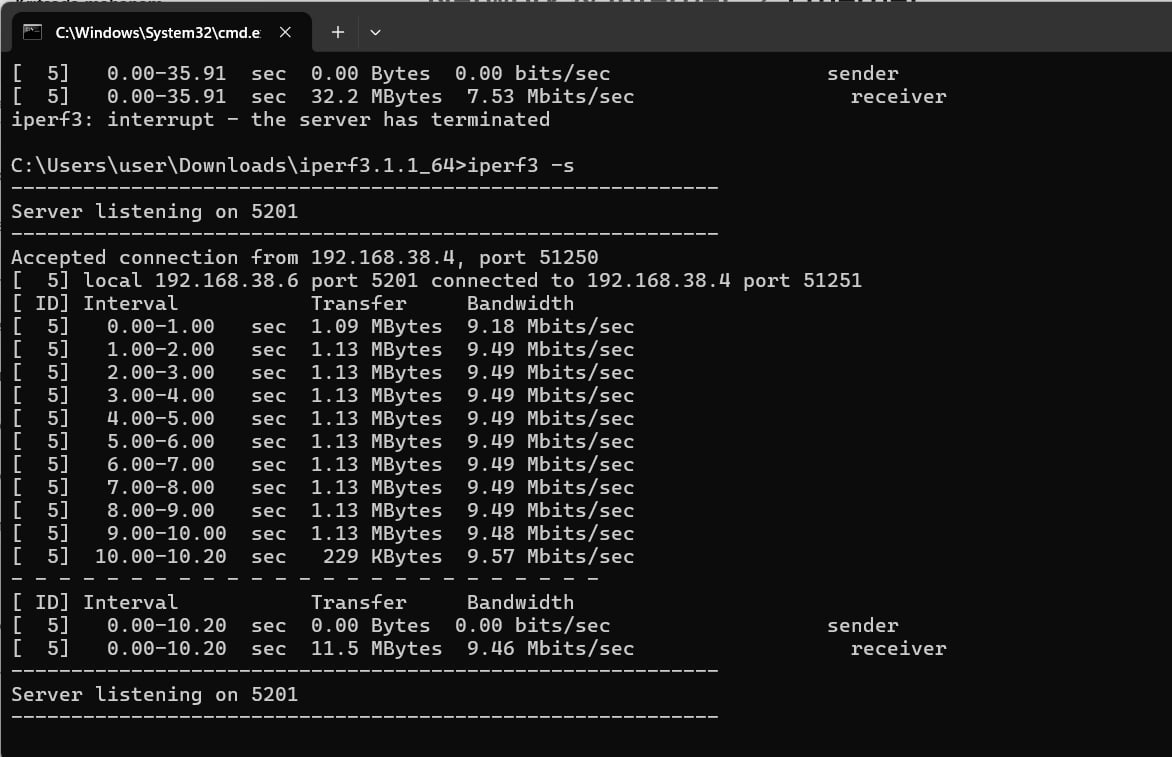 C:\Windows\System32\cmd.e
[  5]   0.00-35.91  sec  0.00 Bytes  0.00 bits/sec                  sender
[  5]   0.00-35.91  sec  32.2 MBytes  7.53 Mbits/sec                  receiver
iperf3: interrupt - the server has terminated
C:\Users\user\Downloads\iperf3.1.1_64>iperf3 -s
-----------------------------------------------------------
Server listening on 5201
-----------------------------------------------------------
Accepted connection from 192.168.38.4, port 51250
[  5] local 192.168.38.6 port 5201 connected to 192.168.38.4 port 51251
[ ID] Interval           Transfer     Bandwidth
[  5]   0.00-1.00   sec  1.09 MBytes  9.18 Mbits/sec
[  5]   1.00-2.00   sec  1.13 MBytes  9.49 Mbits/sec
[  5]   2.00-3.00   sec  1.13 MBytes  9.49 Mbits/sec
[  5]   3.00-4.00   sec  1.13 MBytes  9.49 Mbits/sec
[  5]   4.00-5.00   sec  1.13 MBytes  9.49 Mbits/sec
[  5]   5.00-6.00   sec  1.13 MBytes  9.49 Mbits/sec
[  5]   6.00-7.00   sec  1.13 MBytes  9.49 Mbits/sec
[  5]   7.00-8.00   sec  1.13 MBytes  9.49 Mbits/sec
[  5]   8.00-9.00   sec  1.13 MBytes  9.49 Mbits/sec
[  5]   9.00-10.00  sec  1.13 MBytes  9.48 Mbits/sec
[  5]  10.00-10.20  sec   229 KBytes  9.57 Mbits/sec
- - - - - - - - - - - - - - - - - - - - - - - - -
[ ID] Interval           Transfer     Bandwidth
[  5]   0.00-10.20  sec  0.00 Bytes  0.00 bits/sec                  sender
[  5]   0.00-10.20  sec  11.5 MBytes  9.46 Mbits/sec                  receiver
-----------------------------------------------------------
Server listening on 5201
-----------------------------------------------------------